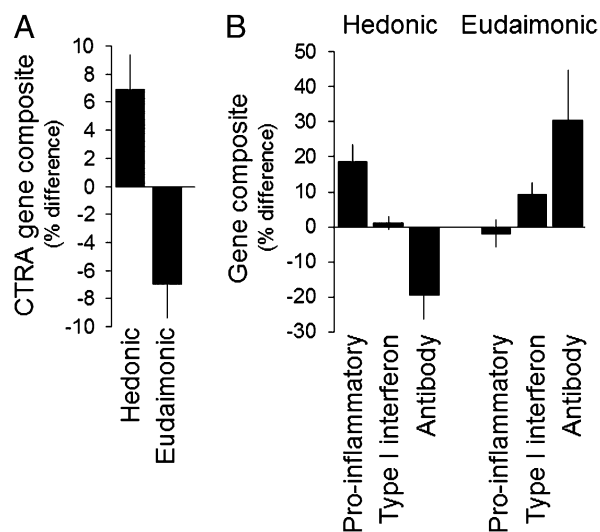 A
CTRA gene composite
(% difference)
10
8
6
4
2
0
-2
-4
-6
-8
-10
Hedonic
Eudaimonic
B
Hedonic Eudaimonic
Gene composite
(% difference)
50
40
30
20
10
0
-10
-20
-30
Pro-inflammatory
Type I interferon
Antibody
Pro-inflammatory
Type I interferon
Antibody